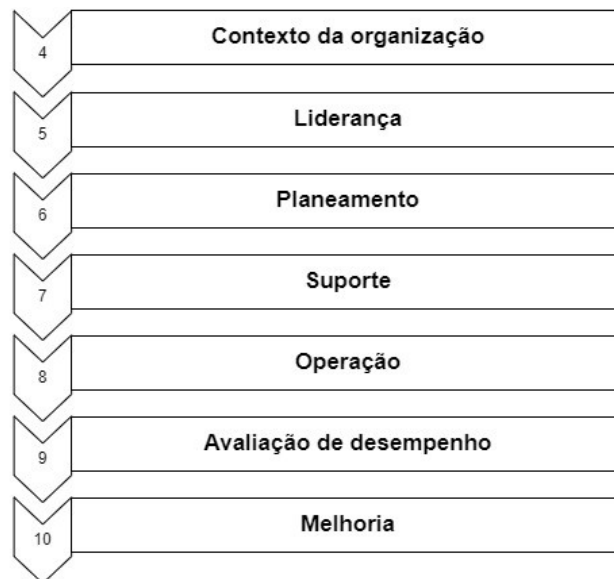 4 Contexto da organização
5 Liderança
6 Planeamento
7 Suporte
8 Operação
9 Avaliação de desempenho
10 Melhoria